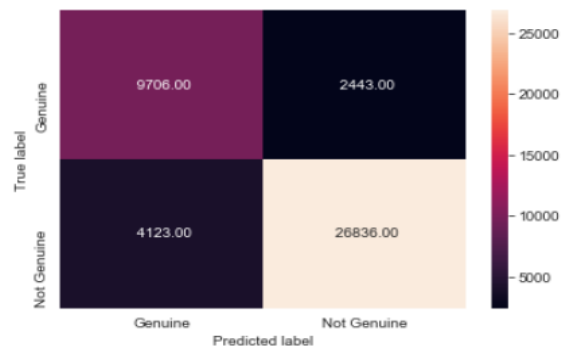 9706.00 2443.00
4123.00 26836.00
Genuine
Not Genuine
True label
Genuine Not Genuine
Predicted label
25000
20000
15000
10000
5000